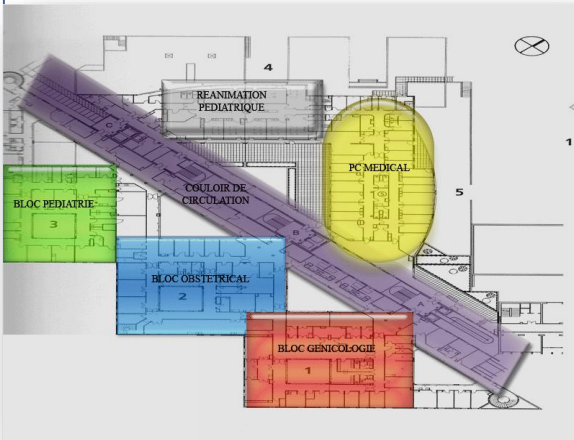 4
REANIMATION
PEDIATRIQUE
1
PC MEDICAL
COULOIR DE
CIRCULATION
5
BLOC PEDIATRIE
3
C
B
BLOC OBSTETRICAL
2
A
BLOC GENICOLOGIE
1